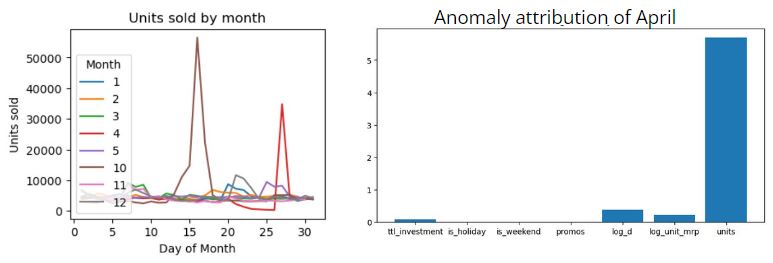 Units sold by month
50000
40000
30000
20000
10000
0
Units sold
Month
1
2
3
4
5
10
11
12
0 5 10 15 20 25 30
Day of Month
Anomaly attribution of April
5
4
3
2
1
0
ttl_investment is_holiday is_weekend promos log_d log_unit_mrp units